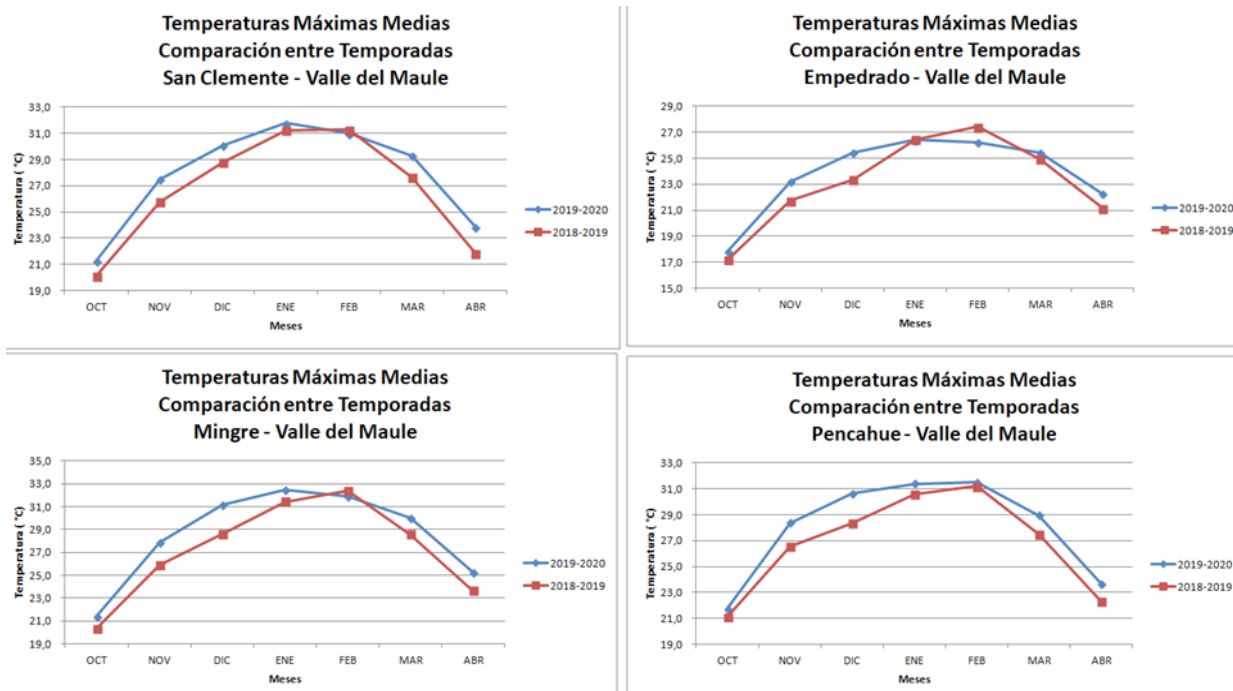 Temperaturas Máximas Medias
Comparación entre Temporadas
San Clemente - Valle del Maule
Temperatura ( °C)
33,0
31,0
29,0
27,0
25,0
23,0
21,0
19,0
OCT NOV DIC ENE FEB MAR ABR
Meses
2019-2020
2018-2019
Temperaturas Máximas Medias
Comparación entre Temporadas
Empedrado - Valle del Maule
Temperatura ( °C)
29,0
27,0
25,0
23,0
21,0
19,0
17,0
15,0
OCT NOV DIC ENE FEB MAR ABR
Meses
2019-2020
2018-2019
Temperaturas Máximas Medias
Comparación entre Temporadas
Mingre - Valle del Maule
Temperatura ( °C)
35,0
33,0
31,0
29,0
27,0
25,0
23,0
21,0
19,0
OCT NOV DIC ENE FEB MAR ABR
Meses
2019-2020
2018-2019
Temperaturas Máximas Medias
Comparación entre Temporadas
Pencahue - Valle del Maule
Temperatura ( °C)
33,0
31,0
29,0
27,0
25,0
23,0
21,0
19,0
OCT NOV DIC ENE FEB MAR ABR
Meses
2019-2020
2018-2019